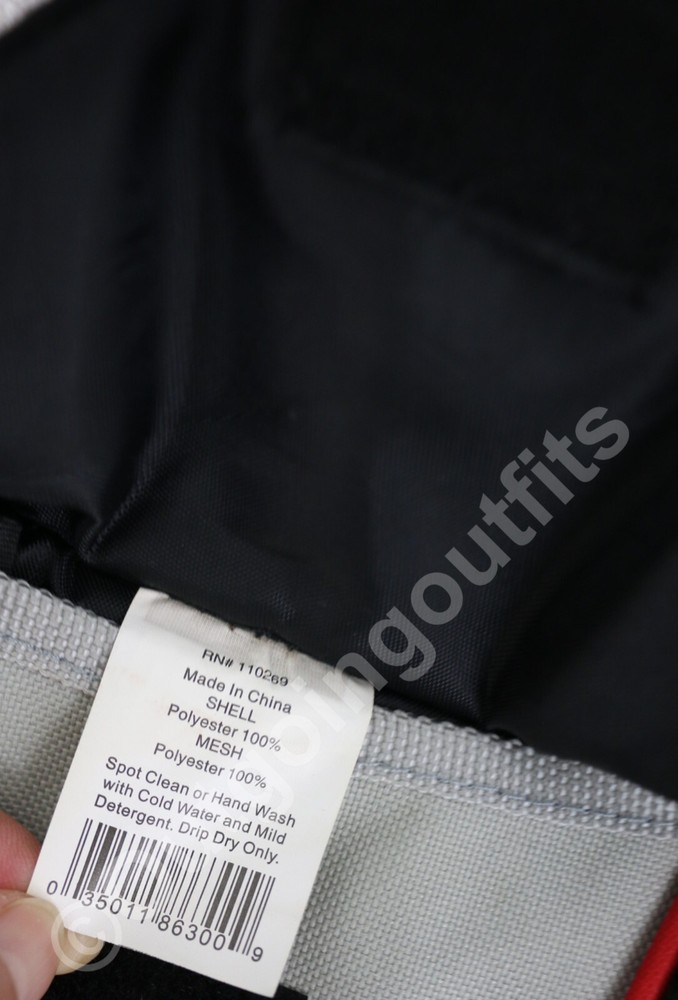 RN# 110269
Made In China
SHELL
Polyester 100%
MESH
Polyester 100%
Spot Clean or Hand Wash
with Cold Water and Mild
Detergent. Drip Dry Only.
0 35011 86300 9
© goingoutfits